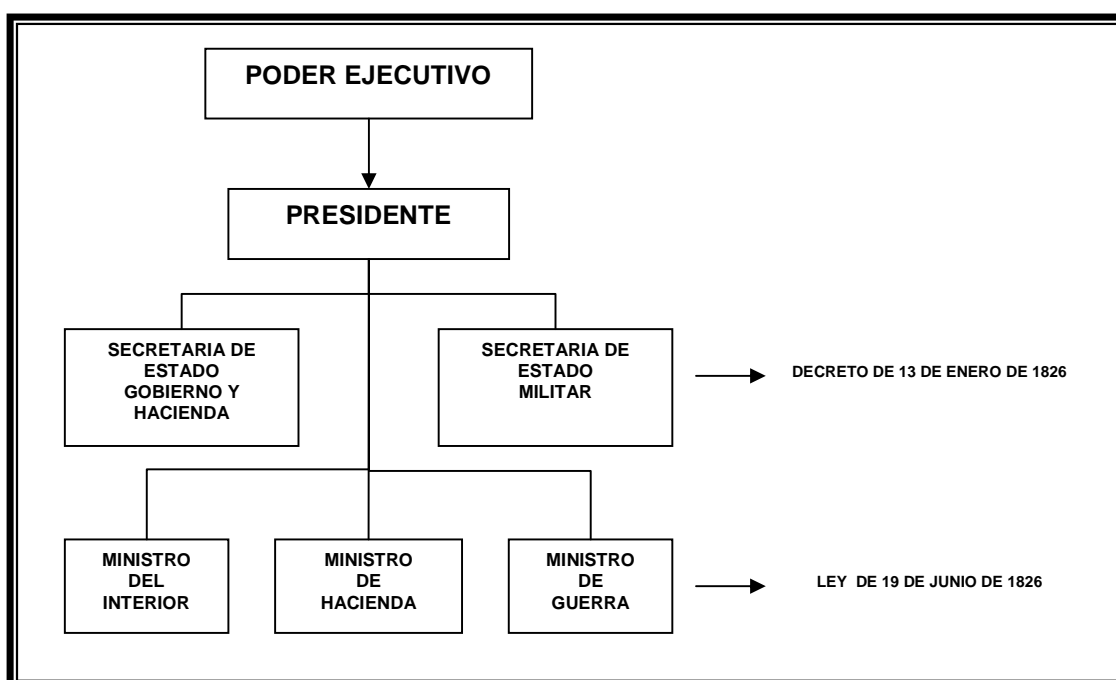 PODER EJECUTIVO
PRESIDENTE
SECRETARIA DE
ESTADO
GOBIERNO Y
HACIENDA
SECRETARIA DE
ESTADO
MILITAR
DECRETO DE 13 DE ENERO DE 1826
MINISTRO
DEL
INTERIOR
MINISTRO
DE
HACIENDA
MINISTRO
DE
GUERRA
LEY DE 19 DE JUNIO DE 1826